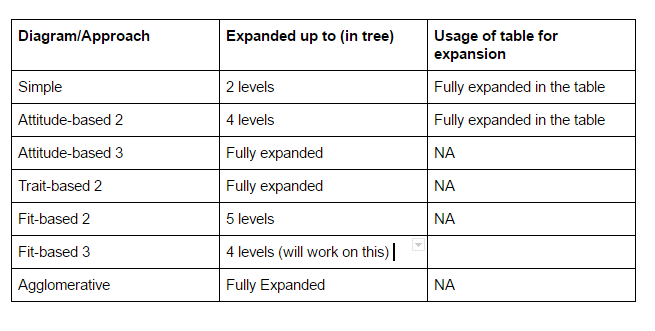 Diagram/Approach Expanded up to (in tree) Usage of table for
expansion
Simple 2 levels Fully expanded in the table
Attitude-based 2 4 levels Fully expanded in the table
Attitude-based 3 Fully expanded NA
Trait-based 2 Fully expanded NA
Fit-based 2 5 levels NA
Fit-based 3 4 levels (will work on this)
Agglomerative Fully Expanded NA